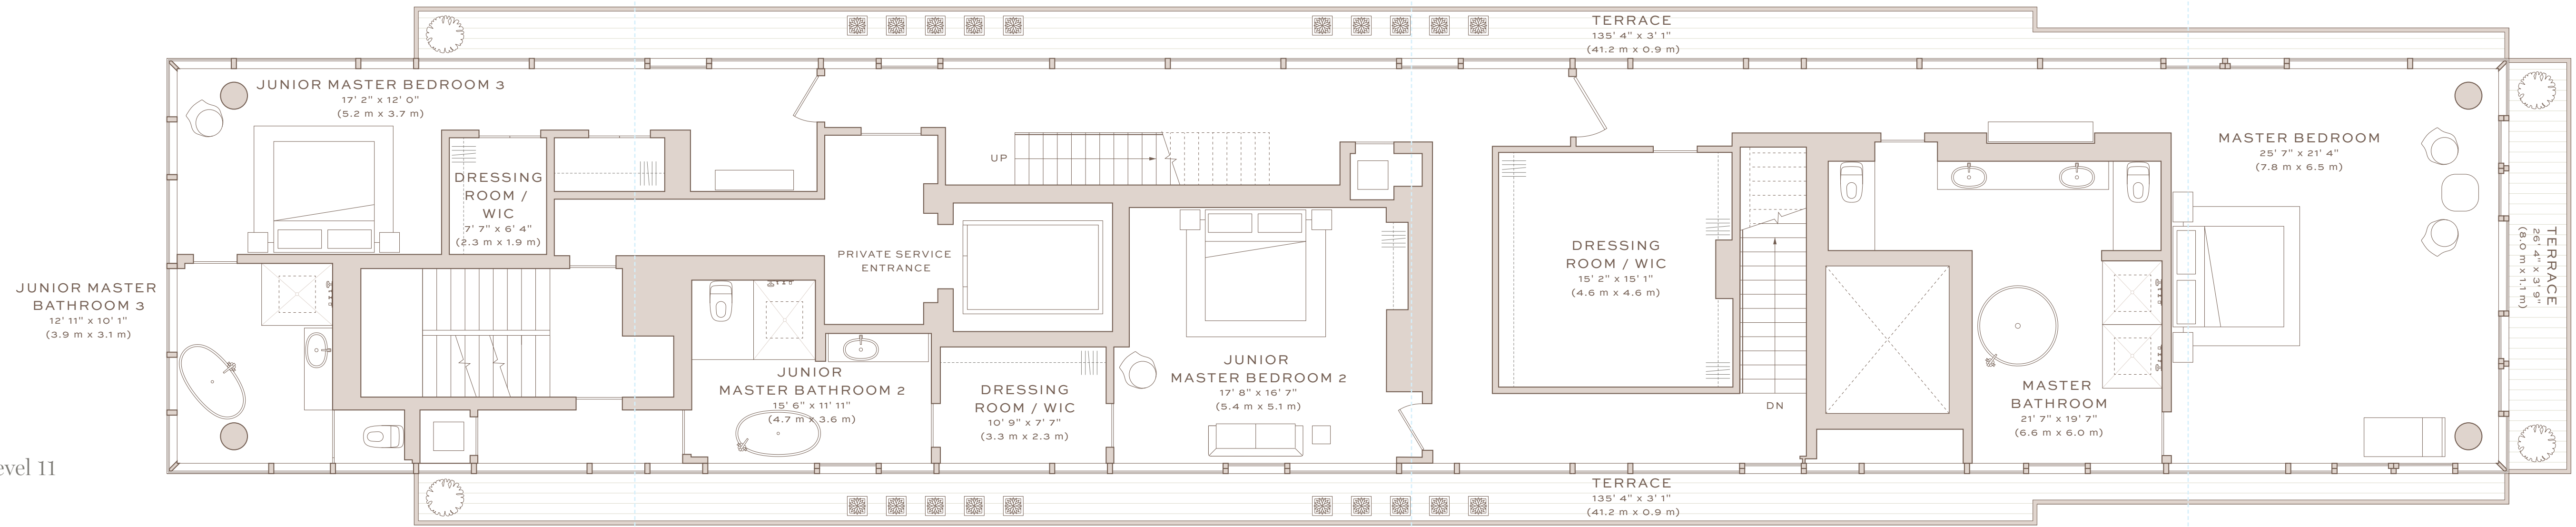 TERRACE
135' 4" x 3' 1"
(41.2 m x 0.9 m)
JUNIOR MASTER BEDROOM 3
17' 2" x 12' 0"
(5.2 m x 3.7 m)
DRESSING
ROOM /
WIC
7' 7" x 6' 4"
(2.3 m x 1.9 m)
UP
PRIVATE SERVICE
ENTRANCE
MASTER BEDROOM
25' 7" x 21' 4"
(7.8 m x 6.5 m)
TERRACE
26' 4" x 3' 9"
(8.0 m x 1.1 m)
DRESSING
ROOM / WIC
15' 2" x 15' 1"
(4.6 m x 4.6 m)
JUNIOR MASTER
BATHROOM 3
12' 11" x 10' 1"
(3.9 m x 3.1 m)
JUNIOR
MASTER BATHROOM 2
15' 6" x 11' 11"
(4.7 m x 3.6 m)
DRESSING
ROOM / WIC
10' 9" x 7' 7"
(3.3 m x 2.3 m)
JUNIOR
MASTER BEDROOM 2
17' 8" x 16' 7"
(5.4 m x 5.1 m)
DN
MASTER
BATHROOM
21' 7" x 19' 7"
(6.6 m x 6.0 m)
evel 11
TERRACE
135' 4" x 3' 1"
(41.2 m x 0.9 m)